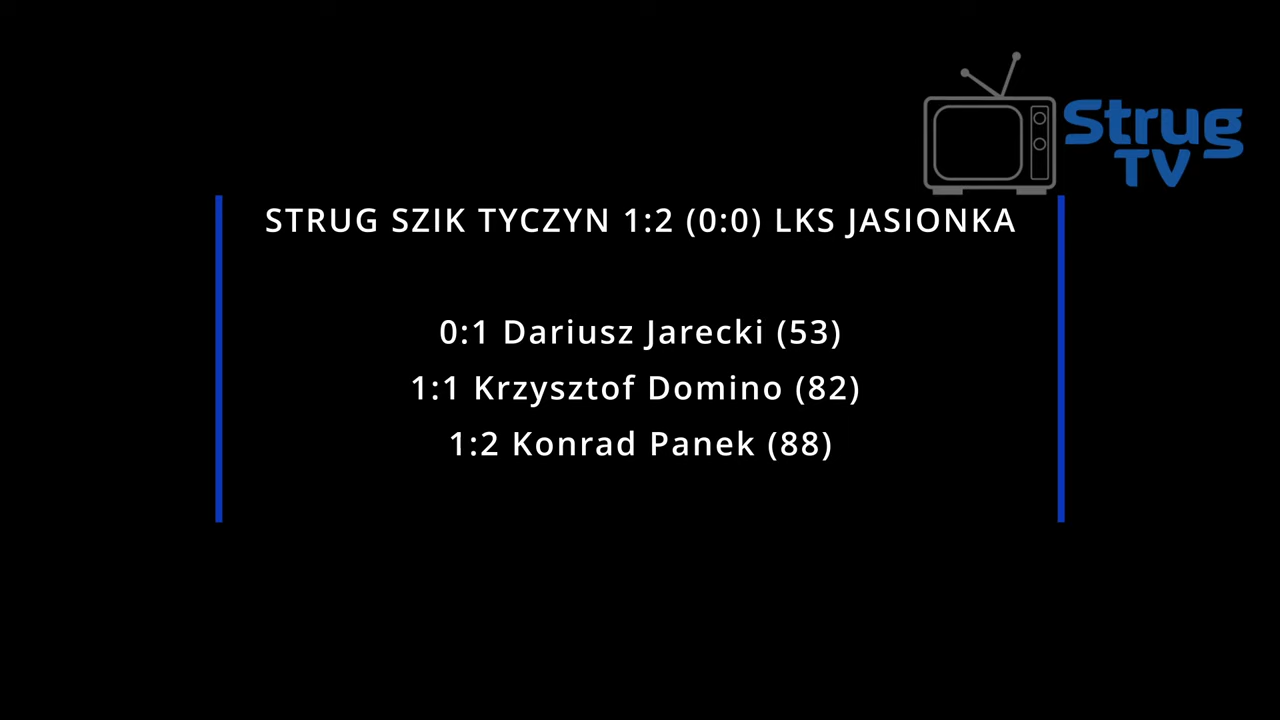 Strug
TV
STRUG SZIK TYCZYN 1:2 (0:0) LKS JASIONKA
0:1 Dariusz Jarecki (53)
1:1 Krzysztof Domino (82)
1:2 Konrad Panek (88)